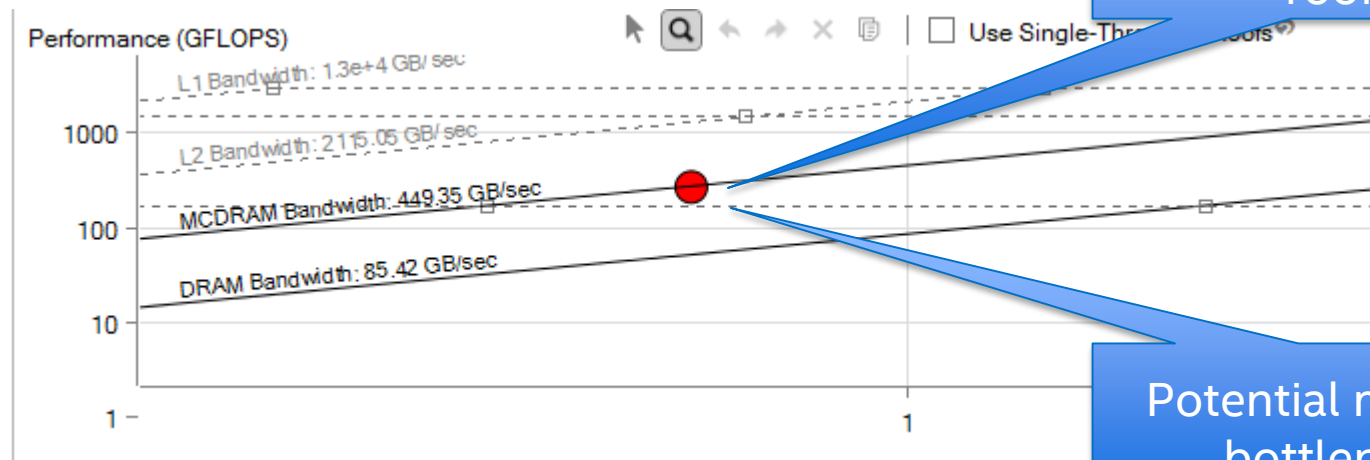 Performance (GFLOPS)
Use Single-Thr
L1 Bandwidth: 1.3e+4 GB/sec
1000
L2 Bandwidth: 2115.05 GB/sec
MCDRAM Bandwidth: 449.35 GB/sec
100
DRAM Bandwidth: 85.42 GB/sec
10
1
1
Potential